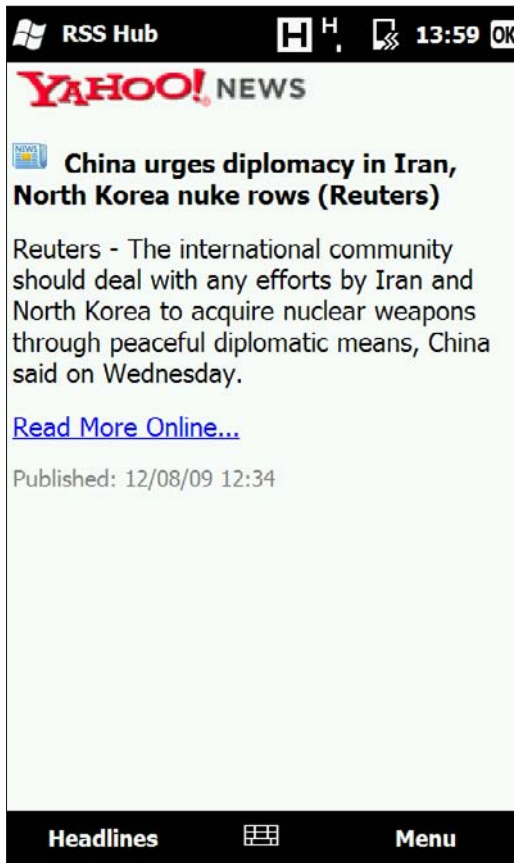 RSS Hub H H 13:59 OK
YAHOO! NEWS
NEWS China urges diplomacy in Iran,
North Korea nuke rows (Reuters)
Reuters - The international community
should deal with any efforts by Iran and
North Korea to acquire nuclear weapons
through peaceful diplomatic means, China
said on Wednesday.
Read More Online...
Published: 12/08/09 12:34
Headlines Menu